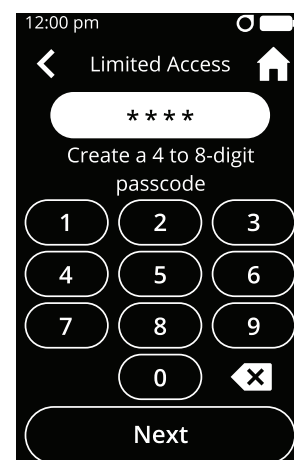 12:00 pm
Limited Access
****
Create a 4 to 8-digit
passcode
1 2 3
4 5 6
7 8 9
0
Next